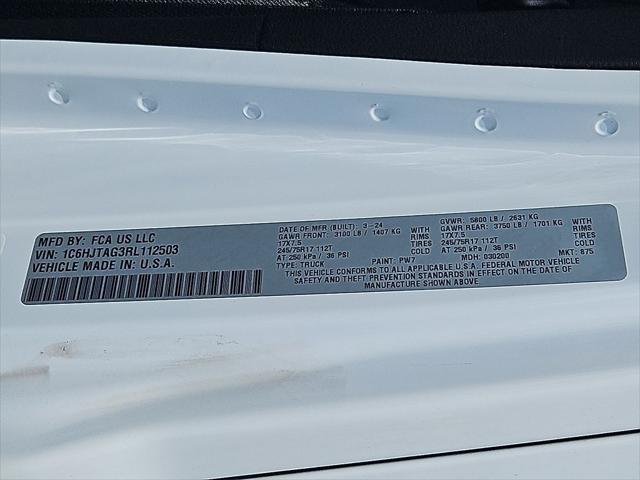 MFD BY: FCA US LLC
VIN: 1C6HJTAG3RL112503
VEHICLE MADE IN U.S.A.
DATE OF MFR (BUILT): 3-24
GAWR FRONT: 3100 LB / 1407 KG WITH
17X7.5 RIMS
245/75R17 112T TIRES
AT 250 kPa / 36 PSI COLD
TYPE: TRUCK PAINT: PW7
GVWR: 5800 LB / 2631 KG
GAWR REAR: 3750 LB / 1701 KG WITH
17X7.5 RIMS
245/75R17 112T TIRES
AT 250 kPa / 36 PSI COLD
MDH: 030200 MKT: 875
THIS VEHICLE CONFORMS TO ALL APPLICABLE U.S.A. FEDERAL MOTOR VEHICLE
SAFETY AND THEFT PREVENTION STANDARDS IN EFFECT ON THE DATE OF
MANUFACTURE SHOWN ABOVE.